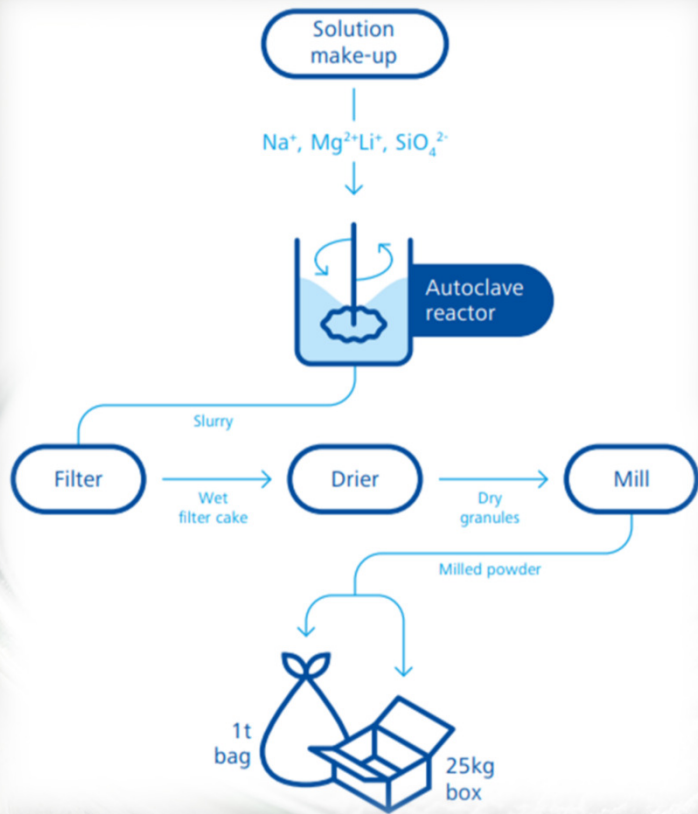 Solution
make-up
Na⁺, Mg²⁺Li⁺, SiO₄²⁻
Autoclave
reactor
Slurry
Filter
Wet
filter cake
Drier
Dry
granules
Mill
Milled powder
1t
bag
25kg
box